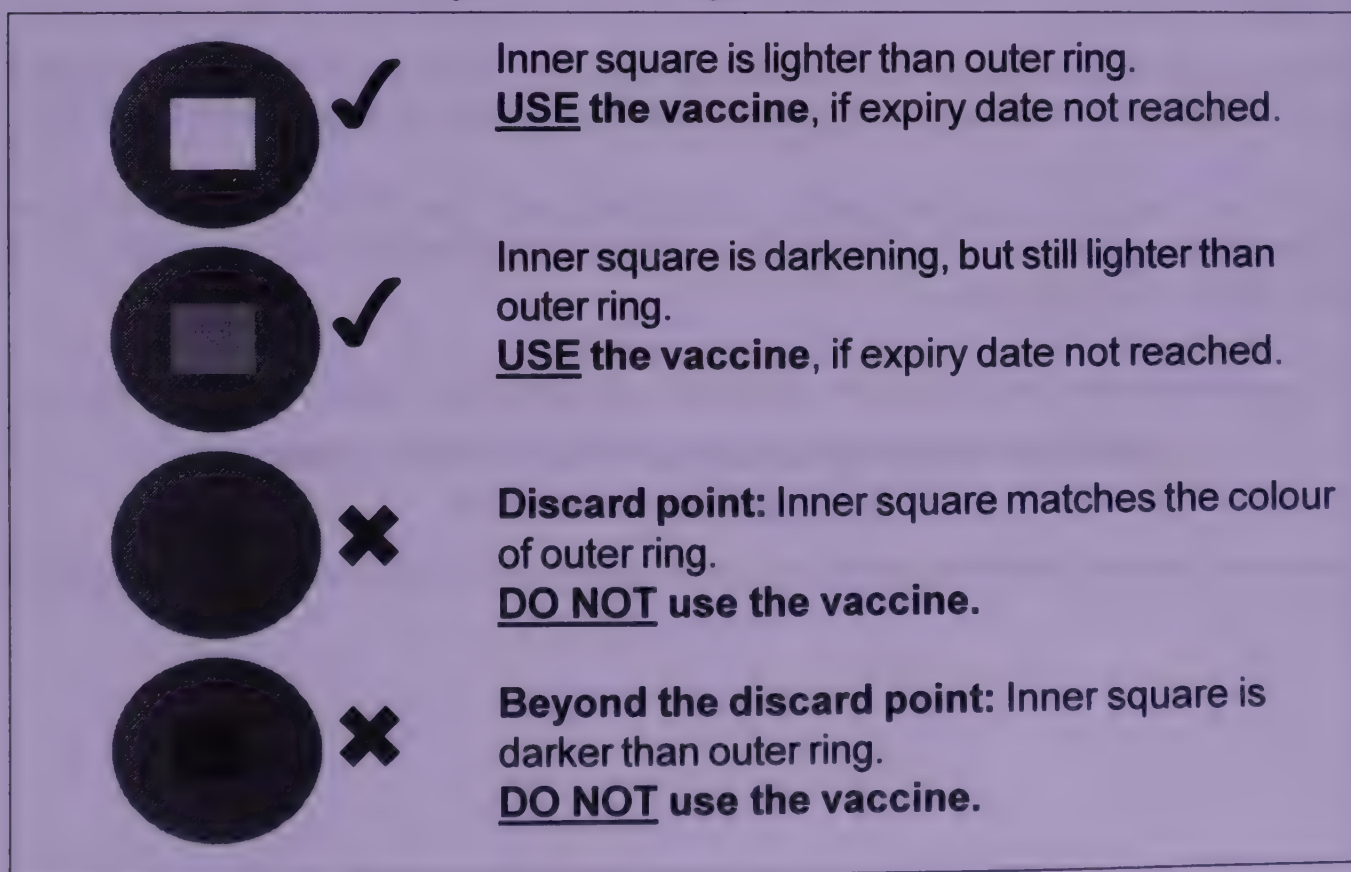 Inner square is lighter than outer ring.
USE the vaccine, if expiry date not reached.
Inner square is darkening, but still lighter than
outer ring.
USE the vaccine, if expiry date not reached.
Discard point: Inner square matches the colour
of outer ring.
DO NOT use the vaccine.
Beyond the discard point: Inner square is
darker than outer ring.
DO NOT use the vaccine.